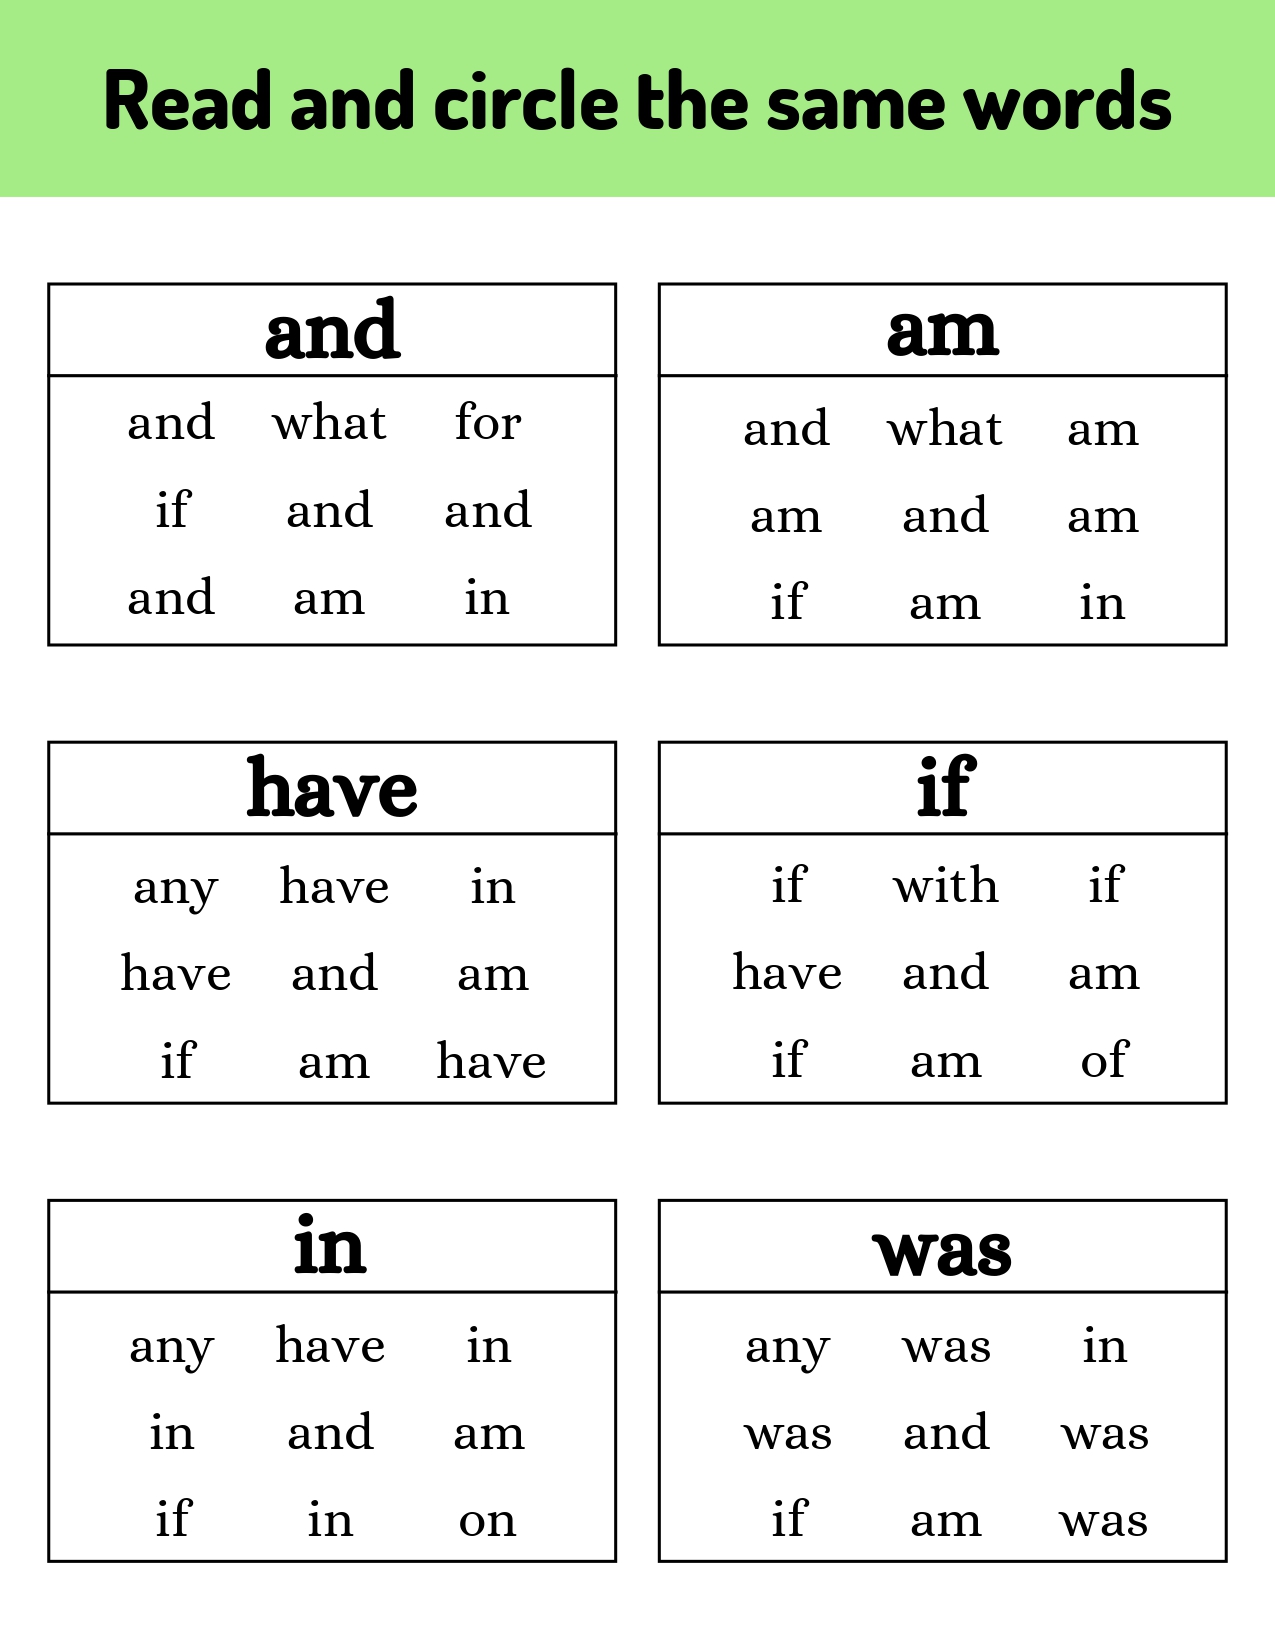 Read and circle the same words
and
and what for
if and and
and am in
am
and what am
am and am
if am in
have
any have in
have and am
if am have
if
if with if
have and am
if am of
in
any have in
in and am
if in on
was
any was in
was and was
if am was